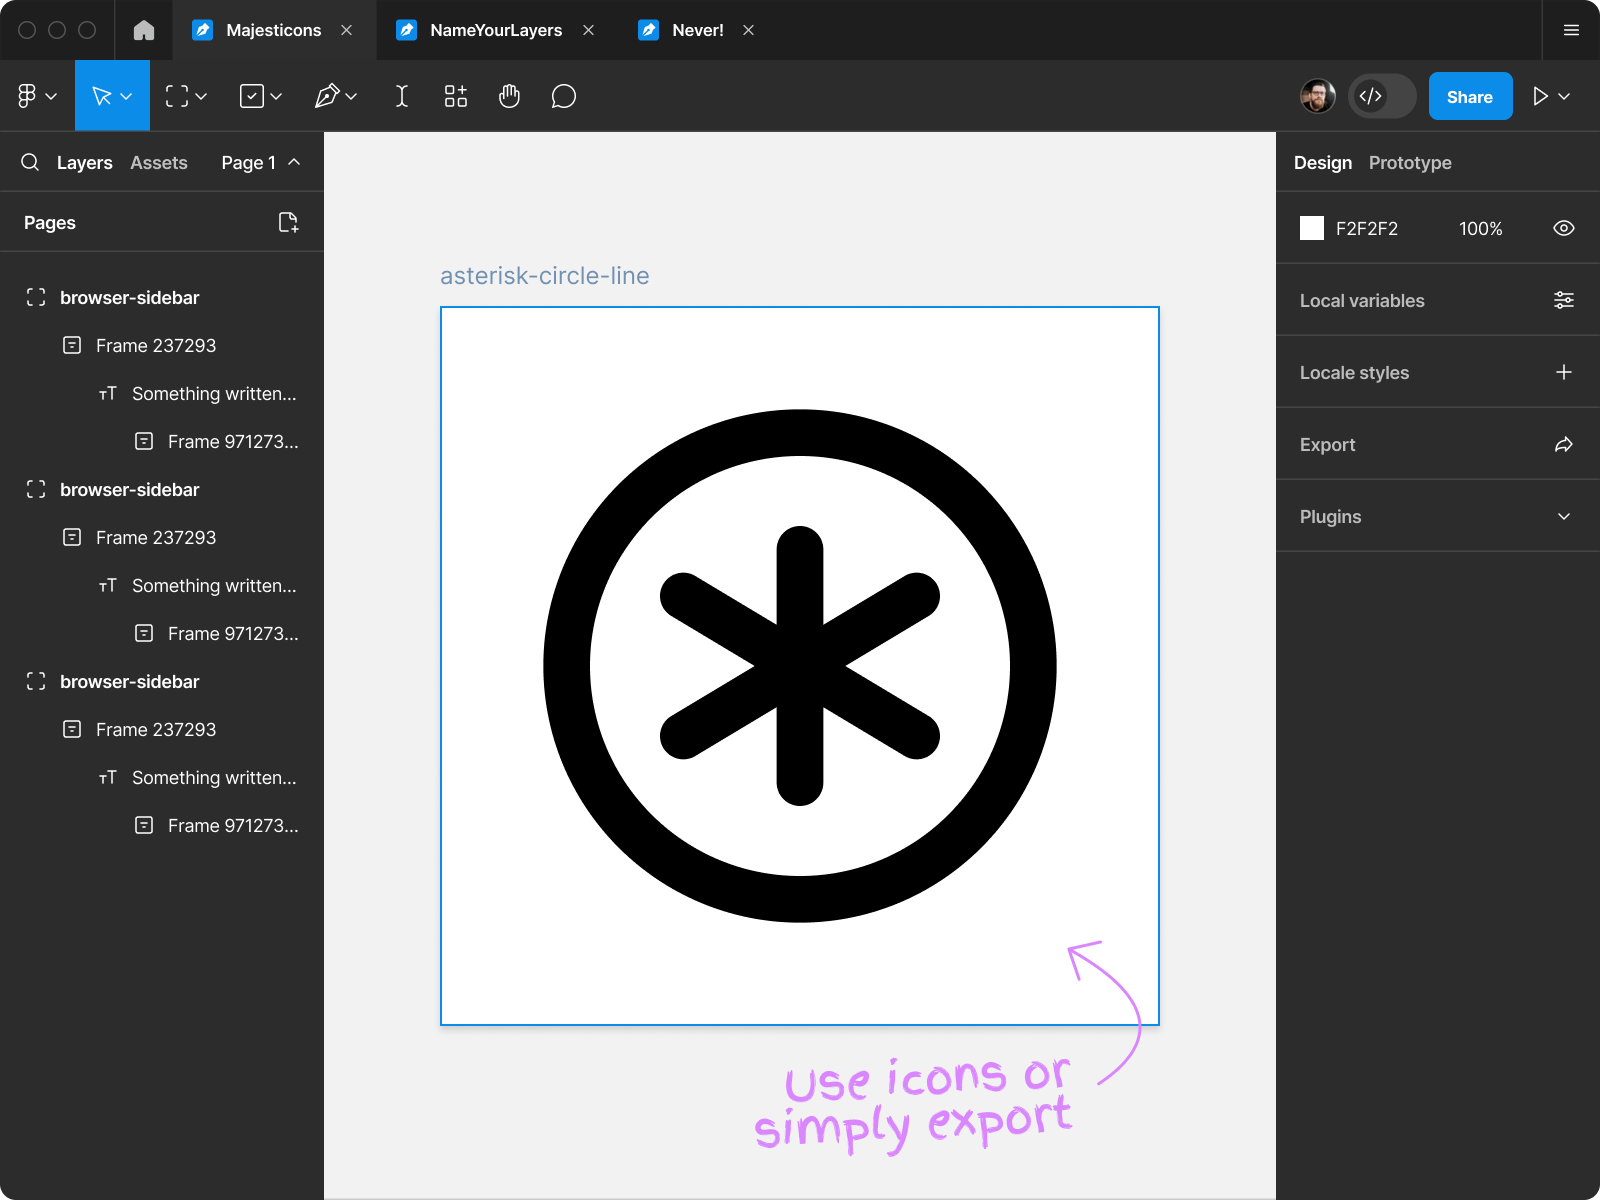 Majesticons
NameYourLayers
Never!
Share
Layers
Assets
Page 1
Design
Prototype
Pages
F2F2F2
100%
browser-sidebar
Frame 237293
Something written...
Frame 971273...
browser-sidebar
Frame 237293
Something written...
Frame 971273...
browser-sidebar
Frame 237293
Something written...
Frame 971273...
asterisk-circle-line
Use icons or
simply export
Local variables
Locale styles
Export
Plugins